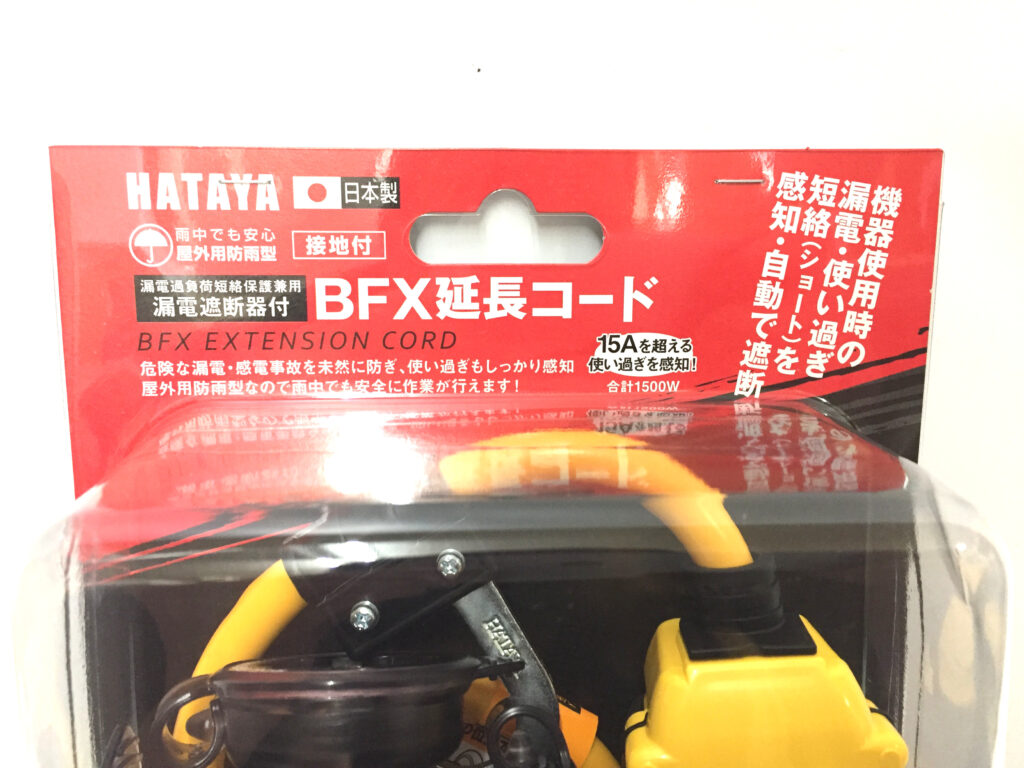 HATAYA
日本製
雨中でも安心
屋外用防雨型
接地付
漏電過負荷短絡保護兼用
漏電遮断器付
BFX延長コード
BFX EXTENSION CORD
危険な漏電・感電事故を未然に防ぎ、使い過ぎもしっかり感知
屋外用防雨型なので雨中でも安全に作業が行えます!
15Aを超える
使い過ぎを感知!
合計1500W
機器使用時の
漏電・使い過ぎ
短絡(ショート)を
感知・自動で遮断
HATA